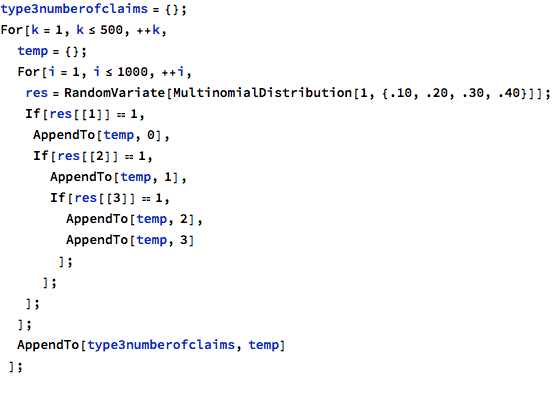 type3numberofclaims = {};
For[k = 1, k ≤ 500, ++k,
temp = {};
For[i = 1, i ≤ 1000, ++i,
res = RandomVariate[MultinomialDistribution[1, {.10, .20, .30, .40}]];
If[res[[1]] == 1,
AppendTo[temp, 0],
If[res[[2]] == 1,
AppendTo[temp, 1],
If[res[[3]] == 1,
AppendTo[temp, 2],
AppendTo[temp, 3]
];
];
];
];
AppendTo[type3numberofclaims, temp]
];